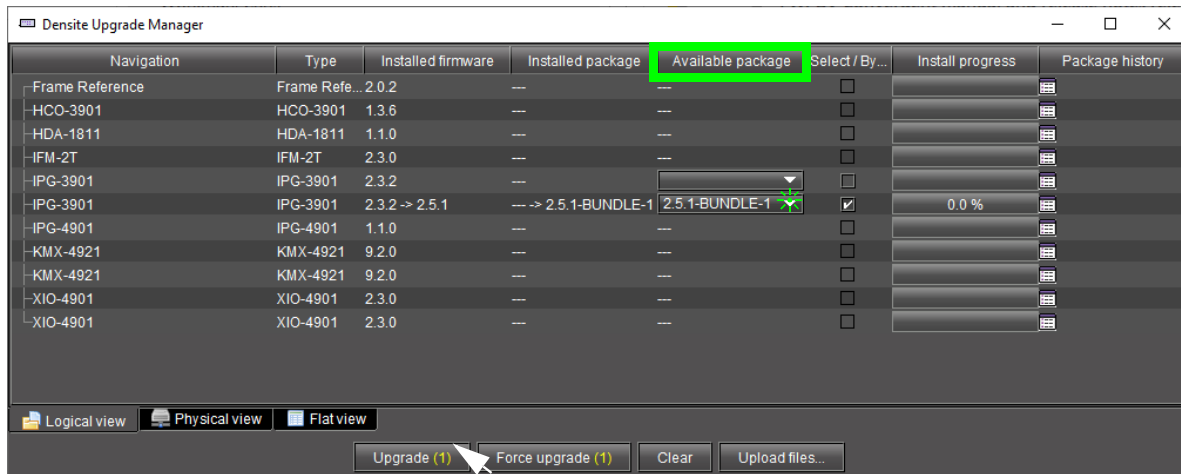 Densite Upgrade Manager
Navigation Type Installed firmware Installed package Available package Select / By... Install progress Package history
Frame Reference Frame Refe... 2.0.2 --- ---
HCO-3901 HCO-3901 1.3.6 --- ---
HDA-1811 HDA-1811 1.1.0 --- ---
IFM-2T IFM-2T 2.3.0 --- ---
IPG-3901 IPG-3901 2.3.2 ---
IPG-3901 IPG-3901 2.3.2 -> 2.5.1 --- -> 2.5.1-BUNDLE-1 2.5.1-BUNDLE-1 0.0 %
IPG-4901 IPG-4901 1.1.0 --- ---
KMX-4921 KMX-4921 9.2.0 --- ---
KMX-4921 KMX-4921 9.2.0 --- ---
XIO-4901 XIO-4901 2.3.0 --- ---
XIO-4901 XIO-4901 2.3.0 --- ---
Logical view Physical view Flat view
Upgrade (1) Force upgrade (1) Clear Upload files...